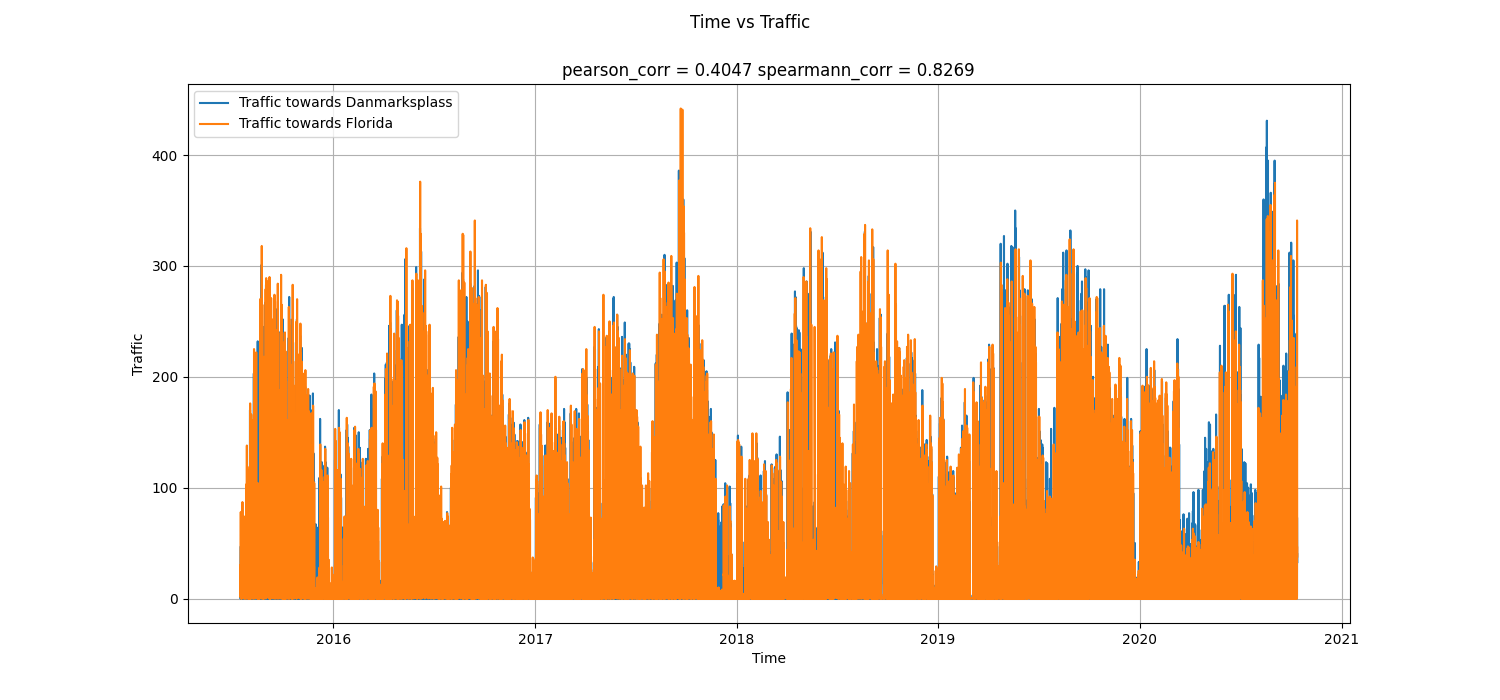 Time vs Traffic
pearson_corr = 0.4047 spearmann_corr = 0.8269
Traffic towards Danmarksplass
Traffic towards Florida
Traffic
400
300
200
100
0
2016 2017 2018 2019 2020 2021
Time